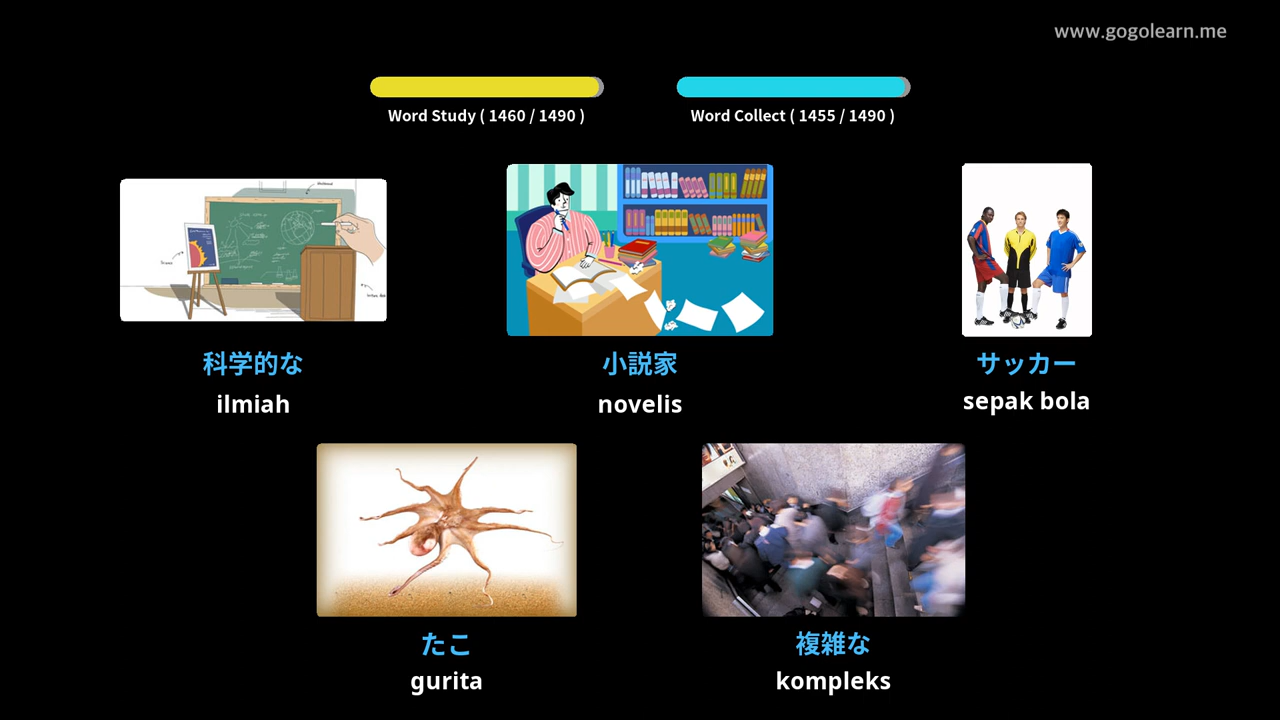 www.gogolearn.me
Word Study ( 1460 / 1490 )
Word Collect ( 1455 / 1490 )
科学的な
ilmiah
小説家
novelis
サッカー
sepak bola
たこ
gurita
複雑な
kompleks